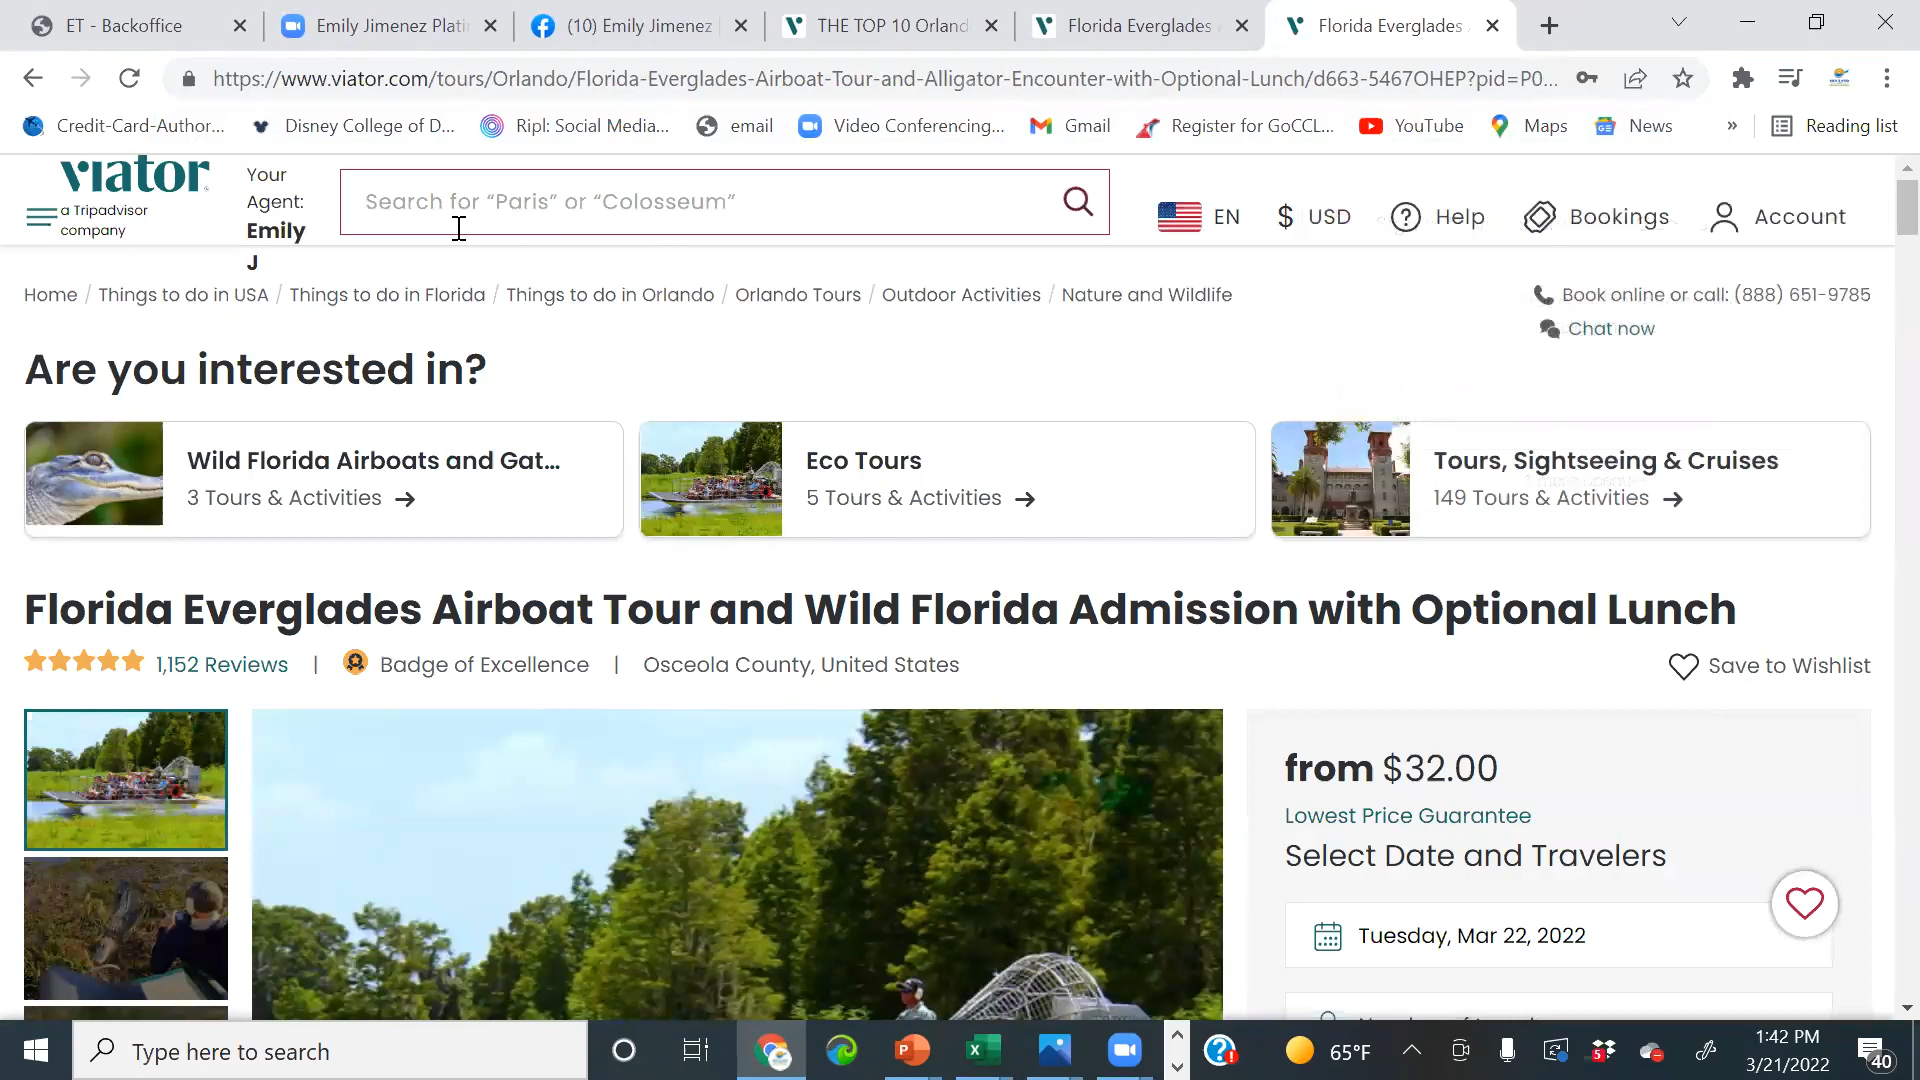 ET - Backoffice
Emily Jimenez Plati
(10) Emily Jimenez
THE TOP 10 Orland
Florida Everglades A
Florida Everglades
https://www.viator.com/tours/Orlando/Florida-Everglades-Airboat-Tour-and-Alligator-Encounter-with-Optional-Lunch/d663-5467OHEP?pid=P0...
Credit-Card-Author...
Disney College of D...
Ripl: Social Media...
email
Video Conferencing...
Gmail
Register for GoCCL...
YouTube
Maps
News
»
Reading list
viator
a Tripadvisor
company
Your
Agent:
Emily
J
Search for “Paris” or “Colosseum”
EN
$ USD
Help
Bookings
Account
Home / Things to do in USA / Things to do in Florida / Things to do in Orlando / Orlando Tours / Outdoor Activities / Nature and Wildlife
Book online or call: (888) 651-9785
Chat now
Are you interested in?
Wild Florida Airboats and Gat...
3 Tours & Activities →
Eco Tours
5 Tours & Activities →
Tours, Sightseeing & Cruises
149 Tours & Activities →
Florida Everglades Airboat Tour and Wild Florida Admission with Optional Lunch
1,152 Reviews | Badge of Excellence | Osceola County, United States
Save to Wishlist
from $32.00
Lowest Price Guarantee
Select Date and Travelers
Tuesday, Mar 22, 2022
Type here to search
65°F
5
1:42 PM
3/21/2022
40